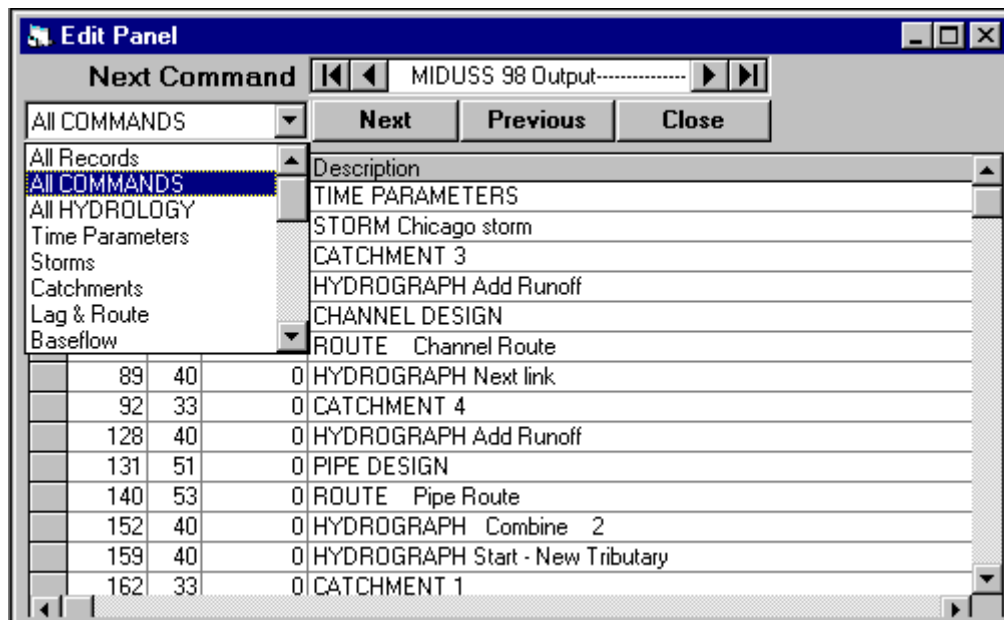 Edit Panel
Next Command MIDUSS 98 Output---------------
All COMMANDS Next Previous Close
All Records
All COMMANDS
All HYDROLOGY
Time Parameters
Storms
Catchments
Lag & Route
Baseflow
Description
TIME PARAMETERS
STORM Chicago storm
CATCHMENT 3
HYDROGRAPH Add Runoff
CHANNEL DESIGN
ROUTE Channel Route
89 40 0 HYDROGRAPH Next link
92 33 0 CATCHMENT 4
128 40 0 HYDROGRAPH Add Runoff
131 51 0 PIPE DESIGN
140 53 0 ROUTE Pipe Route
152 40 0 HYDROGRAPH Combine 2
159 40 0 HYDROGRAPH Start - New Tributary
162 33 0 CATCHMENT 1